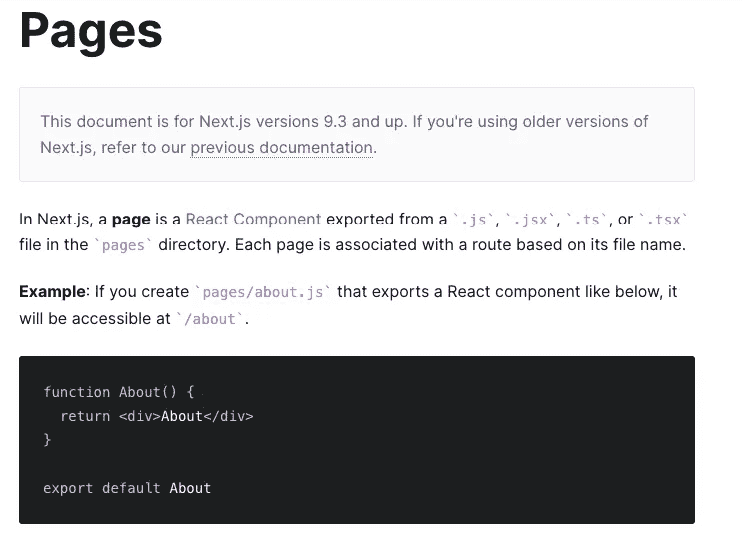 Pages
This document is for Next.js versions 9.3 and up. If you're using older versions of
Next.js, refer to our previous documentation.
In Next.js, a page is a React Component exported from a `.js`, `.jsx`, `.ts`, or `.tsx`
file in the `pages` directory. Each page is associated with a route based on its file name.
Example: If you create `pages/about.js` that exports a React component like below, it
will be accessible at `/about`.
function About() {
  return <div>About</div>
}
export default About